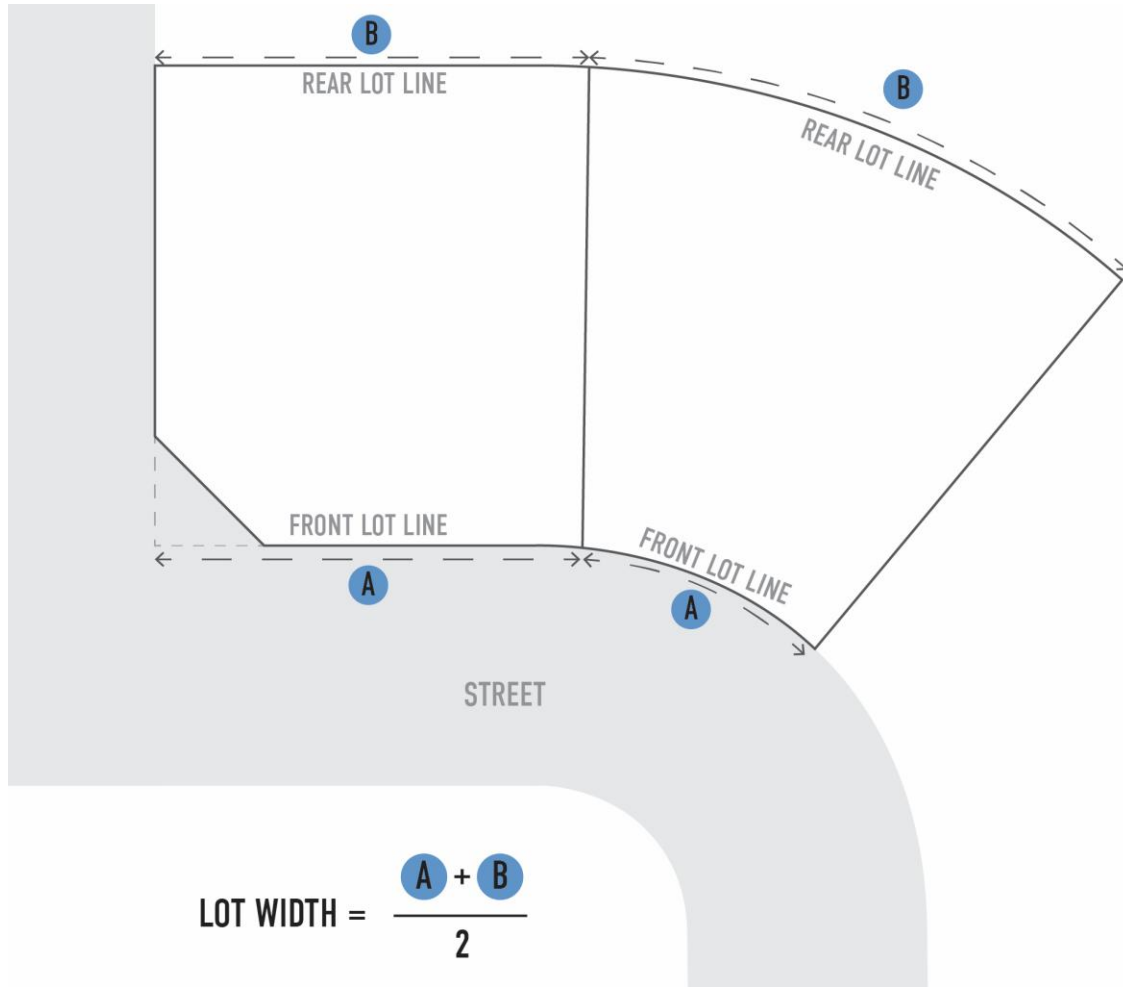 B
REAR LOT LINE
B
REAR LOT LINE
FRONT LOT LINE
A
FRONT LOT LINE
A
STREET
LOT WIDTH = A + B
2